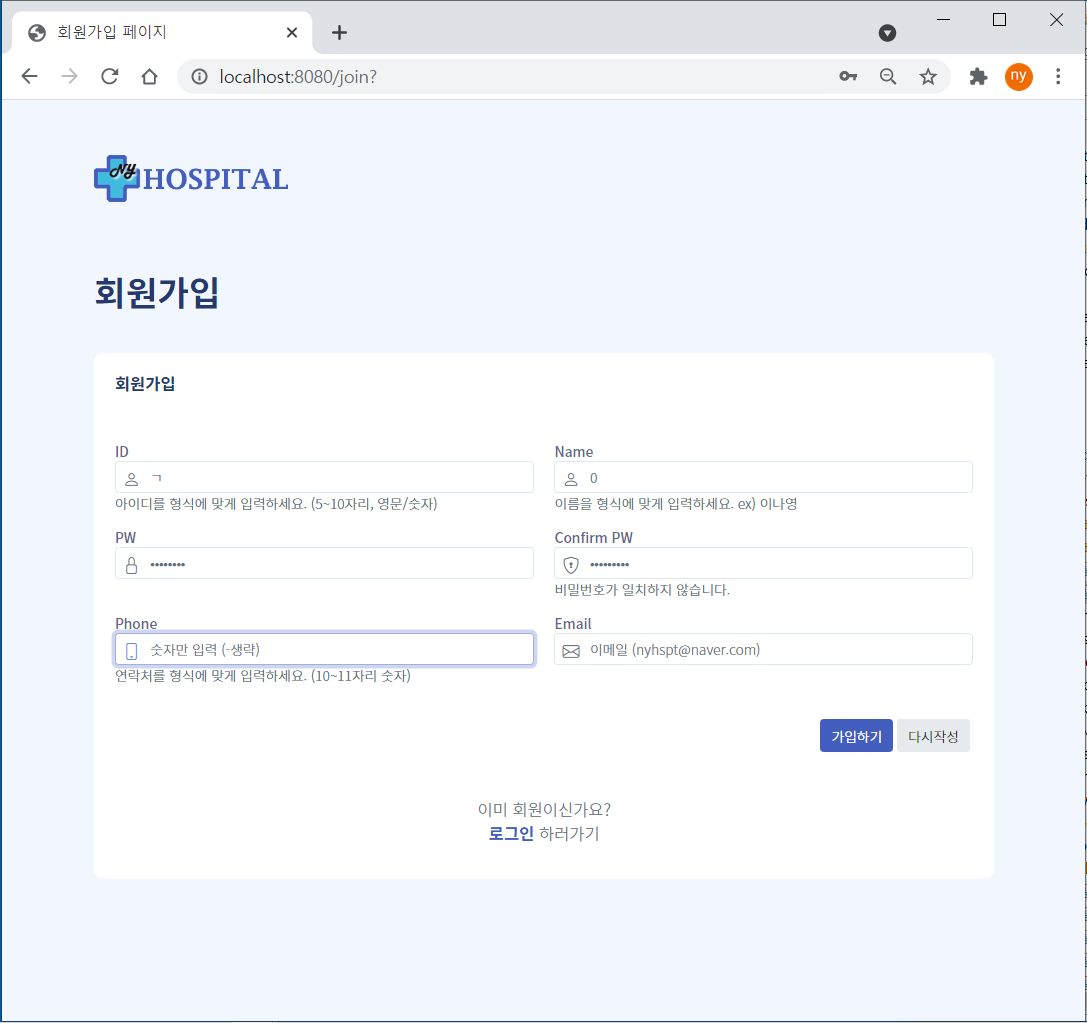 회원가입 페이지
localhost:8080/join?
ny
Ny HOSPITAL
회원가입
회원가입
ID
Name
ㄱ
0
아이디를 형식에 맞게 입력하세요. (5~10자리, 영문/숫자)
이름을 형식에 맞게 입력하세요. ex) 이나영
PW
Confirm PW
••••••••
•••••••••
비밀번호가 일치하지 않습니다.
Phone
Email
숫자만 입력 (-생략)
이메일 (nyhspt@naver.com)
연락처를 형식에 맞게 입력하세요. (10~11자리 숫자)
가입하기
다시작성
이미 회원이신가요?
로그인 하러가기